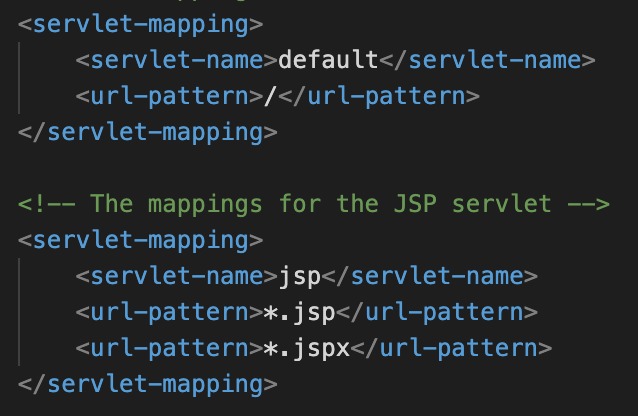 <servlet-mapping>
    <servlet-name>default</servlet-name>
    <url-pattern>/</url-pattern>
</servlet-mapping>

<!-- The mappings for the JSP servlet -->
<servlet-mapping>
    <servlet-name>jsp</servlet-name>
    <url-pattern>*.jsp</url-pattern>
    <url-pattern>*.jspx</url-pattern>
</servlet-mapping>